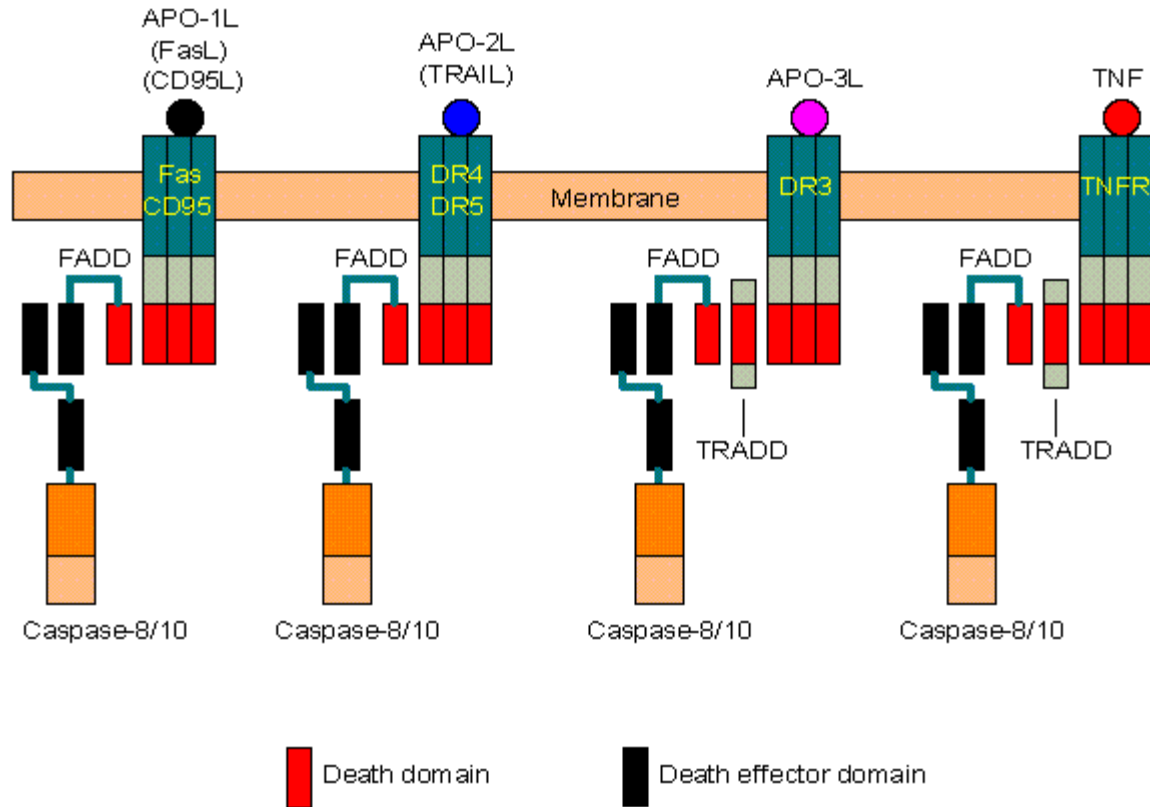 APO-1L
(FasL)
(CD95L)
APO-2L
(TRAIL)
APO-3L
TNF
Fas
CD95
DR4
DR5
Membrane
DR3
TNFR
FADD
FADD
FADD
FADD
TRADD
TRADD
Caspase-8/10
Caspase-8/10
Caspase-8/10
Caspase-8/10
Death domain
Death effector domain